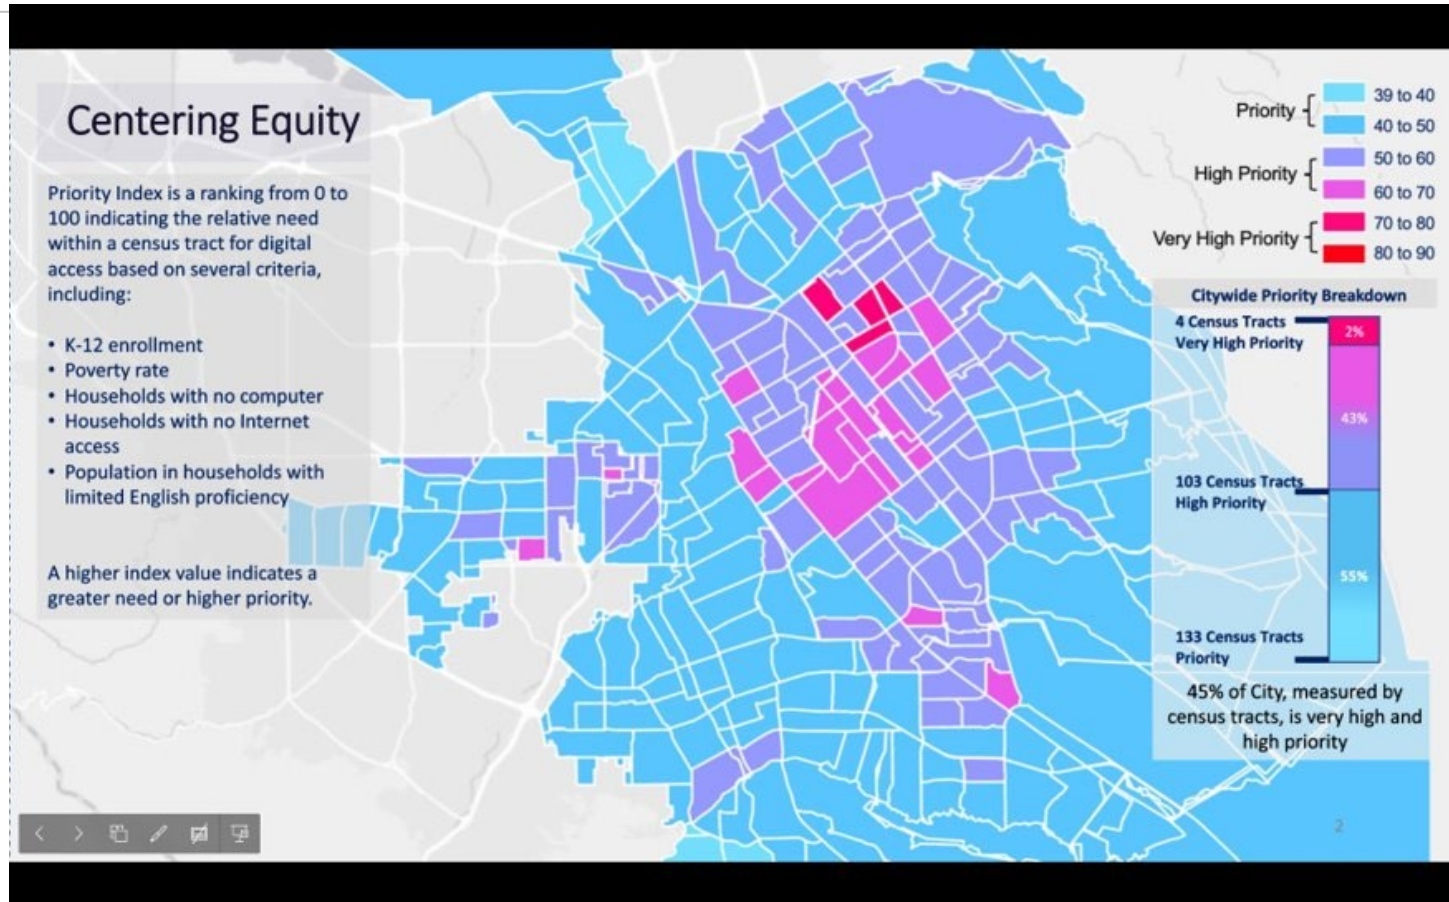 Centering Equity
Priority Index is a ranking from 0 to
100 indicating the relative need
within a census tract for digital
access based on several criteria,
including:
• K-12 enrollment
• Poverty rate
• Households with no computer
• Households with no Internet
access
• Population in households with
limited English proficiency
A higher index value indicates a
greater need or higher priority.
Priority
39 to 40
40 to 50
High Priority
50 to 60
60 to 70
Very High Priority
70 to 80
80 to 90
Citywide Priority Breakdown
4 Census Tracts
Very High Priority
2%
43%
103 Census Tracts
High Priority
55%
133 Census Tracts
Priority
45% of City, measured by
census tracts, is very high and
high priority
2